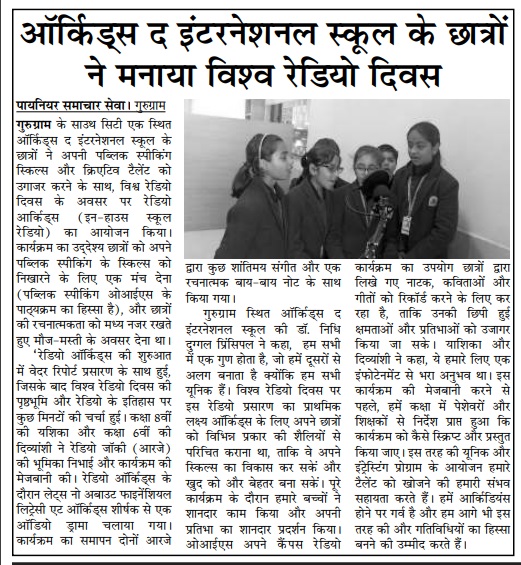 ऑर्किड्स द इंटरनेशनल स्कूल के छात्रों
ने मनाया विश्व रेडियो दिवस
पायनियर समाचार सेवा। गुरुग्राम
गुरुग्राम के साउथ सिटी एक स्थित
ऑर्किड्स द इंटरनेशनल स्कूल के
छात्रों ने अपनी पब्लिक स्पीकिंग
स्किल्स और क्रिएटिव टैलेंट को
उगाजर करने के साथ, विश्व रेडियो
दिवस के अवसर पर रेडियो
आर्किड्स (इन-हाउस स्कूल
रेडियो) का आयोजन किया।
कार्यक्रम का उद्देश्य छात्रों को अपने
पब्लिक स्पीकिंग के स्किल्स को
निखारने के लिए एक मंच देना
(पब्लिक स्पीकिंग ओआईएस के
पाठ्यक्रम का हिस्सा है), और छात्रों
की रचनात्मकता को मध्य नजर रखते
हुए मौज-मस्ती के अवसर देना था।
'रेडियो ऑर्किड्स की शुरुआत
में वेदर रिपोर्ट प्रसारण के साथ हुई,
जिसके बाद विश्व रेडियो दिवस की
पृष्ठभूमि और रेडियो के इतिहास पर
कुछ मिनटों की चर्चा हुई। कक्षा 8वीं
की यशिका और कक्षा 6वीं की
दिव्यांशी ने रेडियो जॉकी (आरजे)
की भूमिका निभाई और कार्यक्रम की
मेजबानी की। रेडियो ऑर्किड्स के
दौरान लेट्स नो अबाउट फाइनेंशियल
लिट्रेसी एट ऑर्किड्स शीर्षक से एक
ऑडियो ड्रामा चलाया गया।
कार्यक्रम का समापन दोनों आरजे
द्वारा कुछ शांतिमय संगीत और एक
रचनात्मक बाय-बाय नोट के साथ
किया गया।
गुरुग्राम स्थित ऑर्किड्स द
इंटरनेशनल स्कूल की डॉ. निधि
दुग्गल प्रिंसिपल ने कहा, हम सभी
में एक गुण होता है, जो हमें दूसरों से
अलग बनाता है क्योंकि हम सभी
यूनिक हैं। विश्व रेडियो दिवस पर
इस रेडियो प्रसारण का प्राथमिक
लक्ष्य ऑर्किड्स के लिए अपने छात्रों
को विभिन्न प्रकार की शैलियों से
परिचित कराना था, ताकि वे अपने
स्किल्स का विकास कर सकें और
खुद को और बेहतर बना सकें। पूरे
कार्यक्रम के दौरान हमारे बच्चों ने
शानदार काम किया और अपनी
प्रतिभा का शानदार प्रदर्शन किया।
ओआईएस अपने कैंपस रेडियो
कार्यक्रम का उपयोग छात्रों द्वारा
लिखे गए नाटक, कविताओं और
गीतों को रिकॉर्ड करने के लिए कर
रहा है, ताकि उनकी छिपी हुई
क्षमताओं और प्रतिभाओं को उजागर
किया जा सके। याशिका और
दिव्यांशी ने कहा, ये हमारे लिए एक
इंफोटेनमेंट से भरा अनुभव था। इस
कार्यक्रम की मेजबानी करने से
पहले, हमें कक्षा में पेशेवरों और
शिक्षकों से निर्देश प्राप्त हुआ कि
कार्यक्रम को कैसे स्क्रिप्ट और प्रस्तुत
किया जाए। इस तरह की यूनिक और
इंट्रेस्टिंग प्रोग्राम के आयोजन हमारे
टैलेंट को खोजने की हमारी संभव
सहायता करते हैं। हमें आर्किडियंस
होने पर गर्व है और हम आगे भी इस
तरह की और गतिविधियों का हिस्सा
बनने की उम्मीद करते हैं।